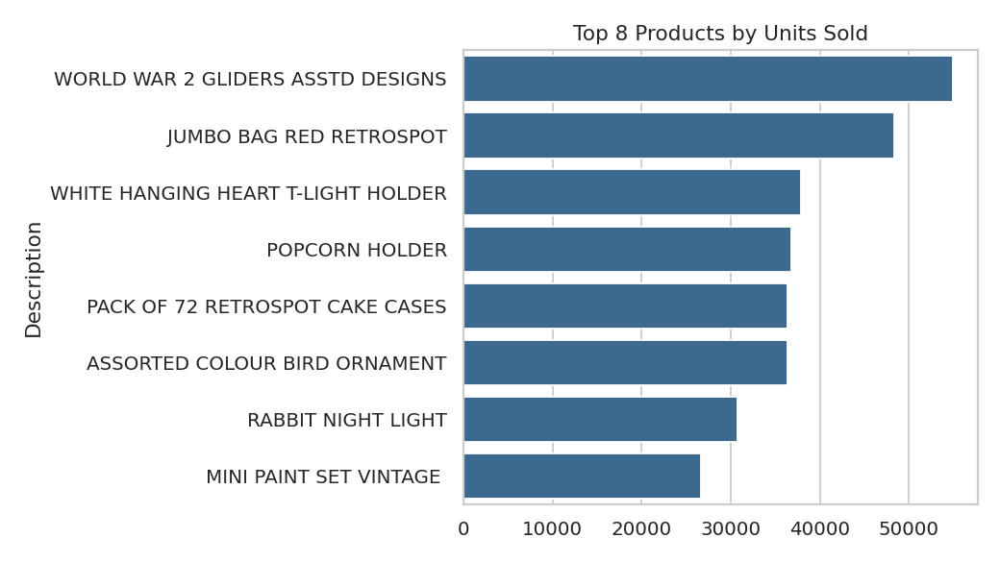 Top 8 Products by Units Sold
WORLD WAR 2 GLIDERS ASSTD DESIGNS
JUMBO BAG RED RETROSPOT
WHITE HANGING HEART T-LIGHT HOLDER
POPCORN HOLDER
PACK OF 72 RETROSPOT CAKE CASES
ASSORTED COLOUR BIRD ORNAMENT
RABBIT NIGHT LIGHT
MINI PAINT SET VINTAGE
Description
0 10000 20000 30000 40000 50000